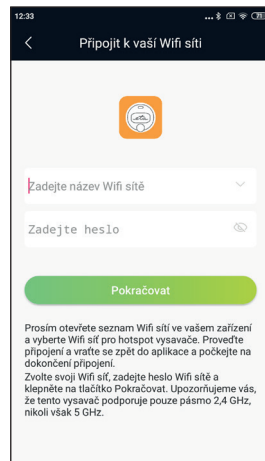 12:33
Připojit k vaší Wifi síti
Zadejte název Wifi sítě
Zadejte heslo
Pokračovat
Prosím otevřete seznam Wifi sítí ve vašem zařízení
a vyberte Wifi síť pro hotspot vysavače. Proveďte
připojení a vraťte se zpět do aplikace a počkejte na
dokončení připojení.
Zvolte svoji Wifi síť, zadejte heslo Wifi sítě a
klepněte na tlačítko Pokračovat. Upozorňujeme vás,
že tento vysavač podporuje pouze pásmo 2,4 GHz,
nikoli však 5 GHz.